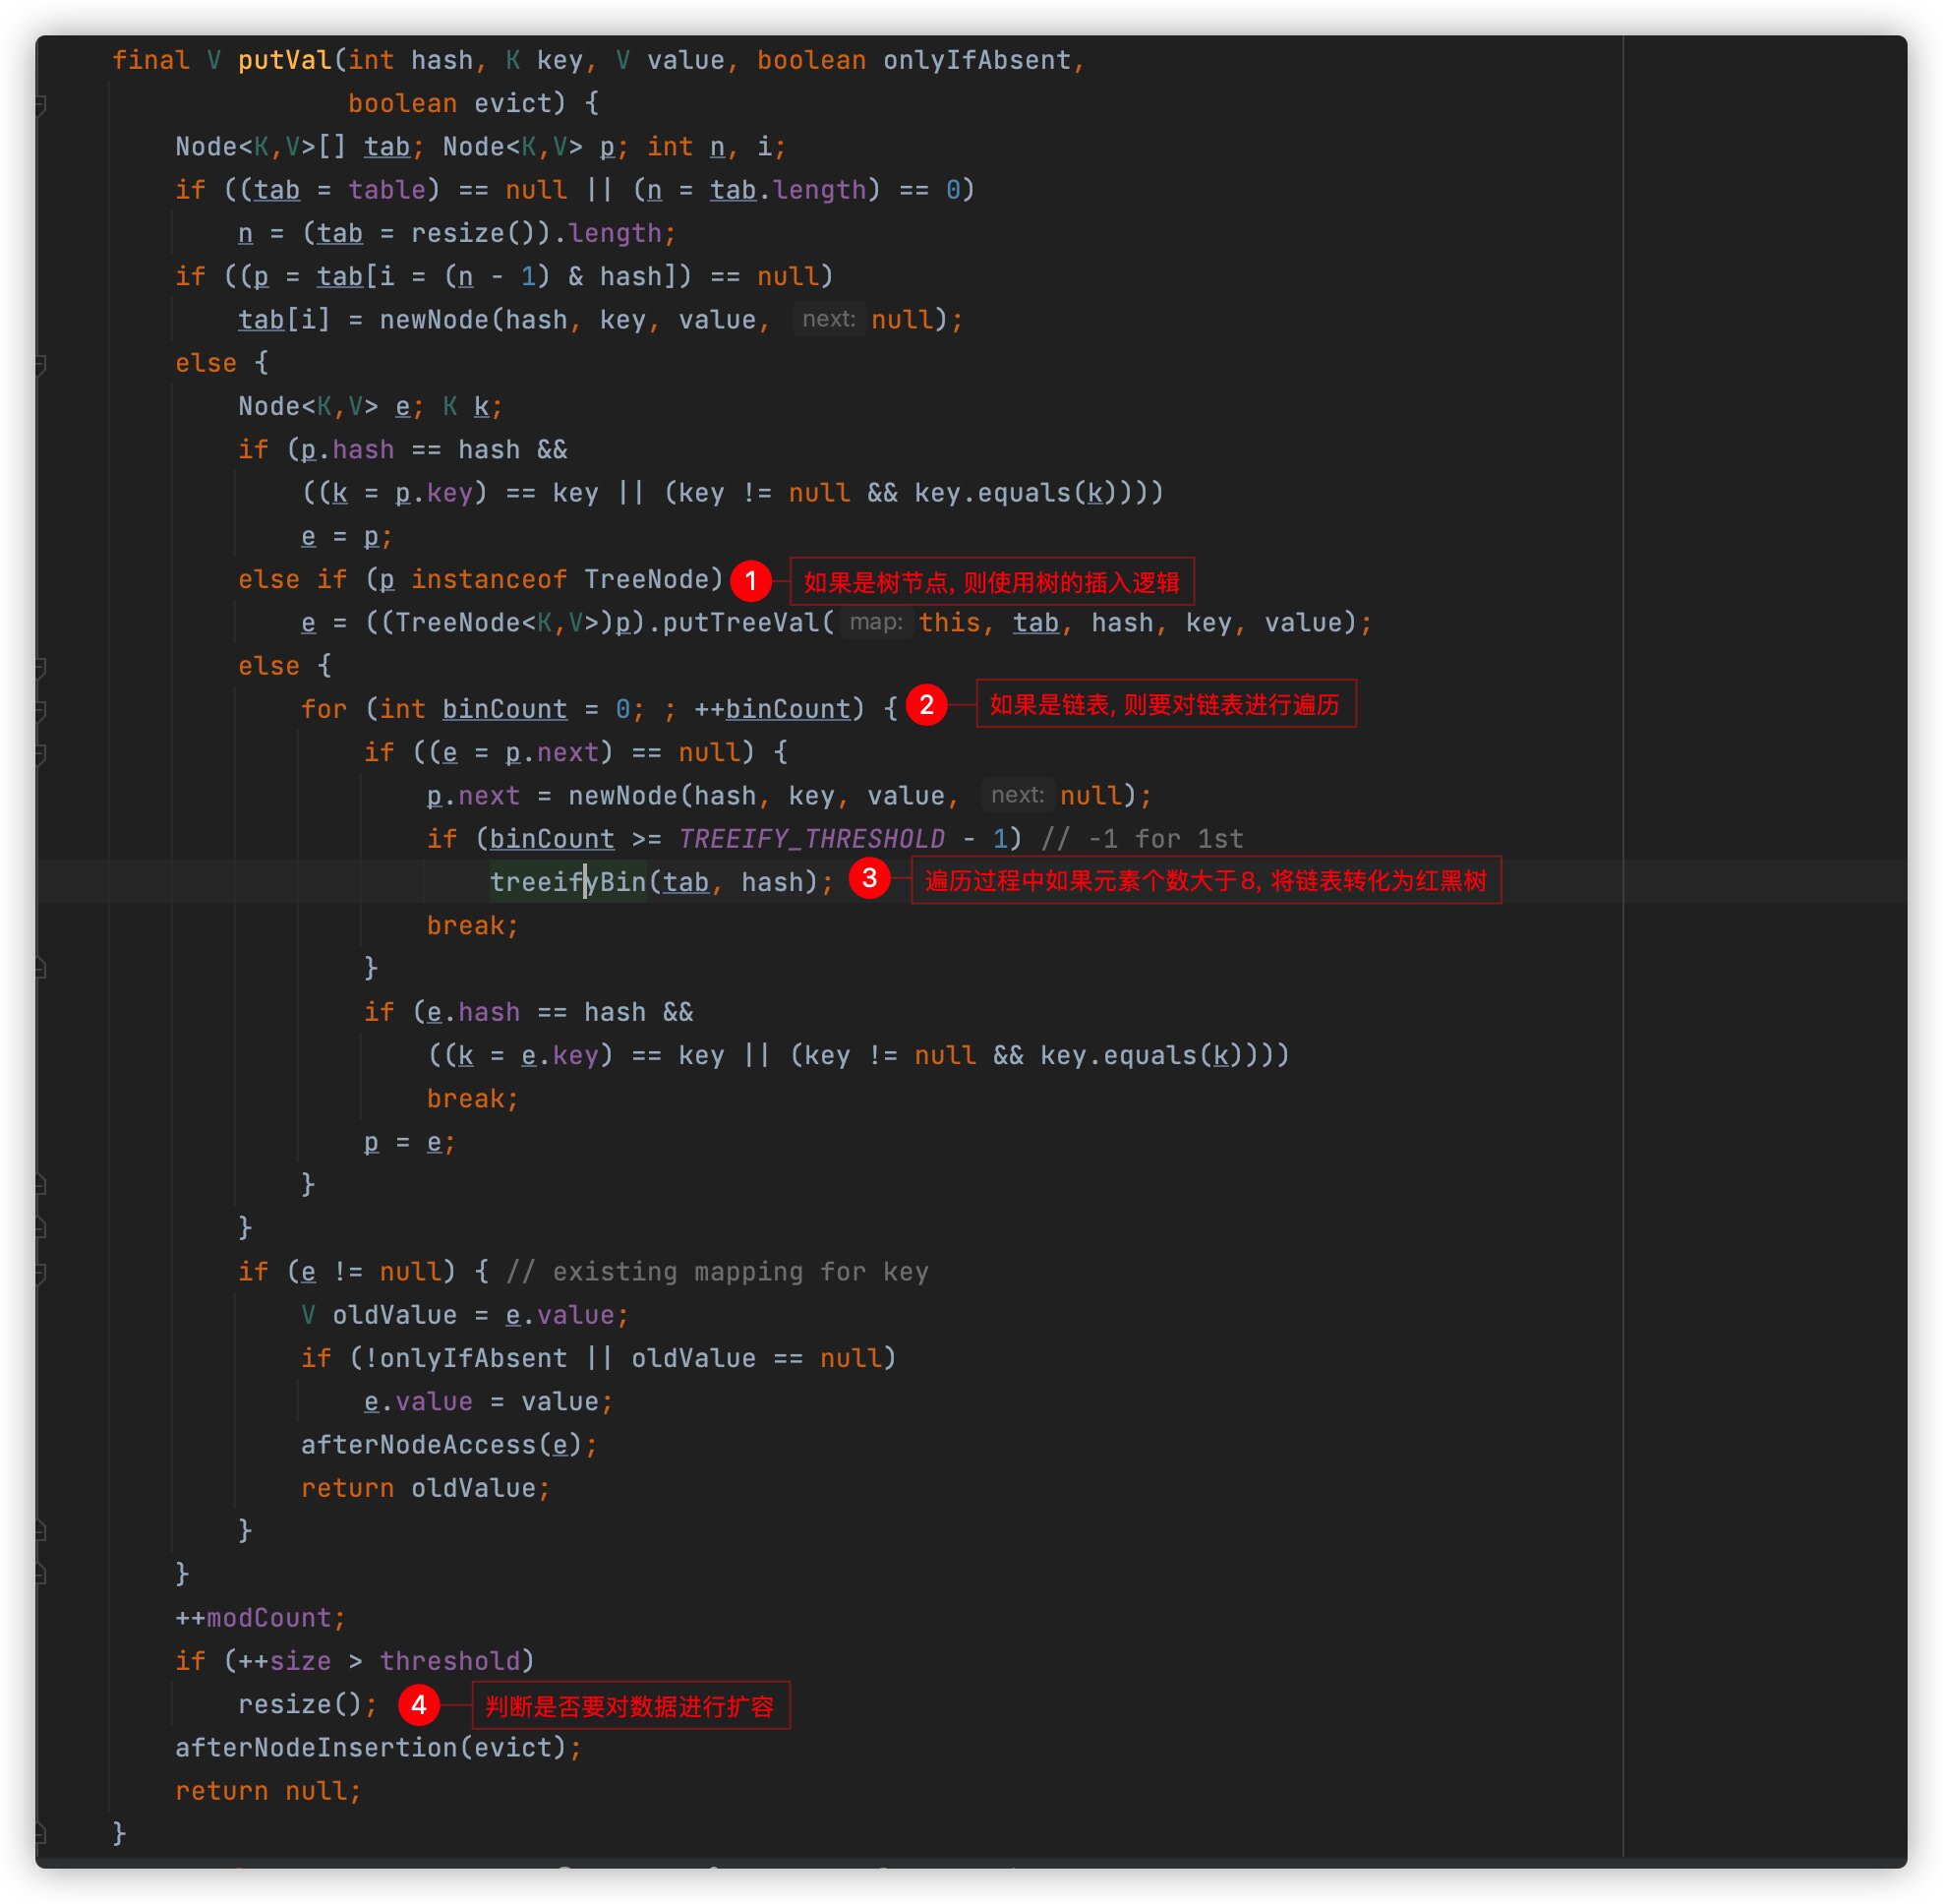 final V putVal(int hash, K key, V value, boolean onlyIfAbsent,
boolean evict) {
Node<K,V>[] tab; Node<K,V> p; int n, i;
if ((tab = table) == null || (n = tab.length) == 0)
n = (tab = resize()).length;
if ((p = tab[i = (n - 1) & hash]) == null)
tab[i] = newNode(hash, key, value, next: null);
else {
Node<K,V> e; K k;
if (p.hash == hash &&
((k = p.key) == key || (key != null && key.equals(k))))
e = p;
else if (p instanceof TreeNode) 1 如果是树节点, 则使用树的插入逻辑
e = ((TreeNode<K,V>)p).putTreeVal( map: this, tab, hash, key, value);
else {
for (int binCount = 0; ; ++binCount) { 2 如果是链表, 则要对链表进行遍历
if ((e = p.next) == null) {
p.next = newNode(hash, key, value, next: null);
if (binCount >= TREEIFY_THRESHOLD - 1) // -1 for 1st
treeifyBin(tab, hash); 3 遍历过程中如果元素个数大于8, 将链表转化为红黑树
break;
}
if (e.hash == hash &&
((k = e.key) == key || (key != null && key.equals(k))))
break;
p = e;
}
}
if (e != null) { // existing mapping for key
V oldValue = e.value;
if (!onlyIfAbsent || oldValue == null)
e.value = value;
afterNodeAccess(e);
return oldValue;
}
}
++modCount;
if (++size > threshold)
resize(); 4 判断是否要对数据进行扩容
afterNodeInsertion(evict);
return null;
}